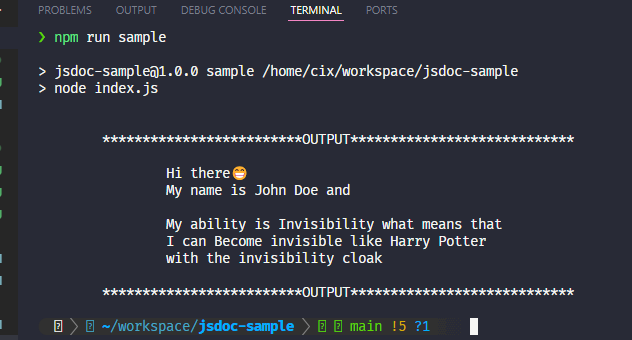 PROBLEMS OUTPUT DEBUG CONSOLE TERMINAL PORTS
❯ npm run sample
> jsdoc-sample@1.0.0 sample /home/cix/workspace/jsdoc-sample
> node index.js
*************************OUTPUT****************************
Hi there😁
My name is John Doe and
My ability is Invisibility what means that
I can Become invisible like Harry Potter
with the invisibility cloak
*************************OUTPUT****************************
~/workspace/jsdoc-sample main !5 ?1